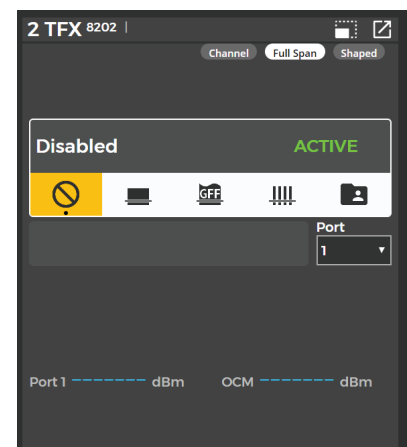 2 TFX 8202 |
Channel Full Span Shaped
Disabled ACTIVE
GFF
Port
1
Port 1 ------- dBm OCM ------- dBm